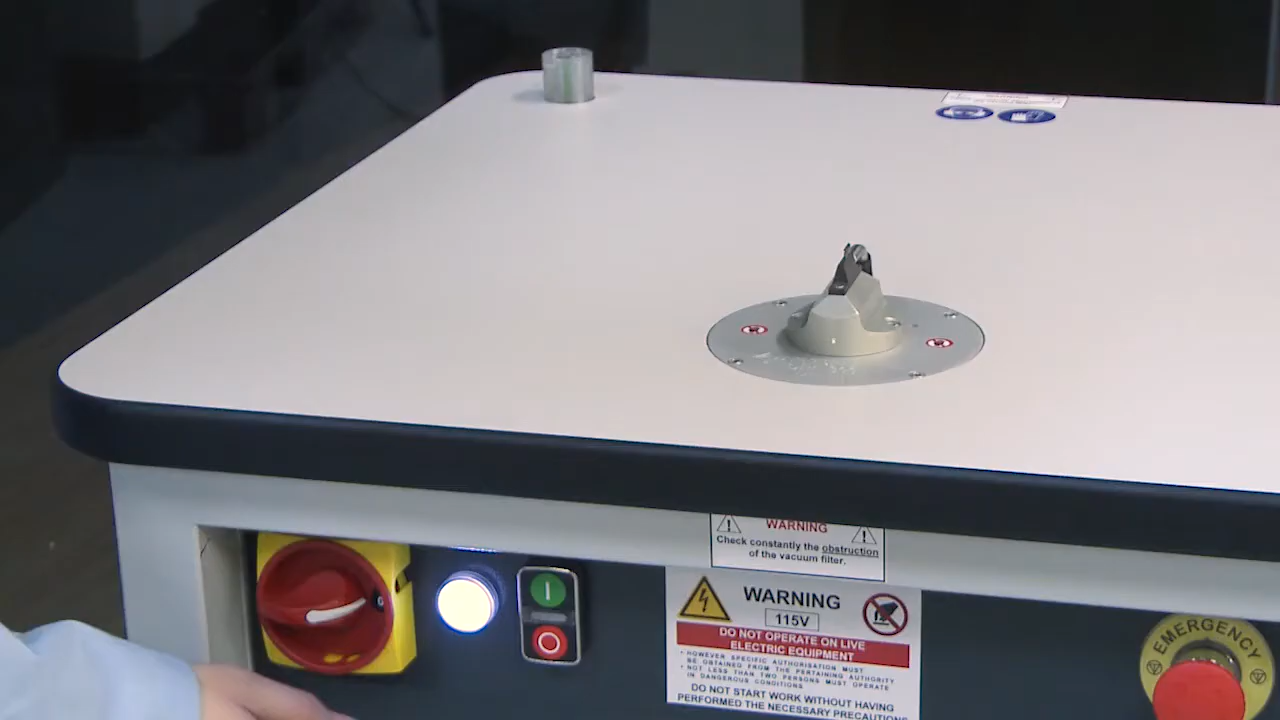 WARNING
Check constantly the obstruction
of the vacuum filter.
WARNING
115V
DO NOT OPERATE ON LIVE
ELECTRIC EQUIPMENT
• HOWEVER SPECIFIC AUTHORISATION MUST
BE OBTAINED FROM THE PERTAINING AUTHORITY
• NOT LESS THAN TWO PERSONS MUST OPERATE
IN DANGEROUS CONDITIONS
DO NOT START WORK WITHOUT HAVING
PERFORMED THE NECESSARY PRECAUTIONS
EMERGENCY